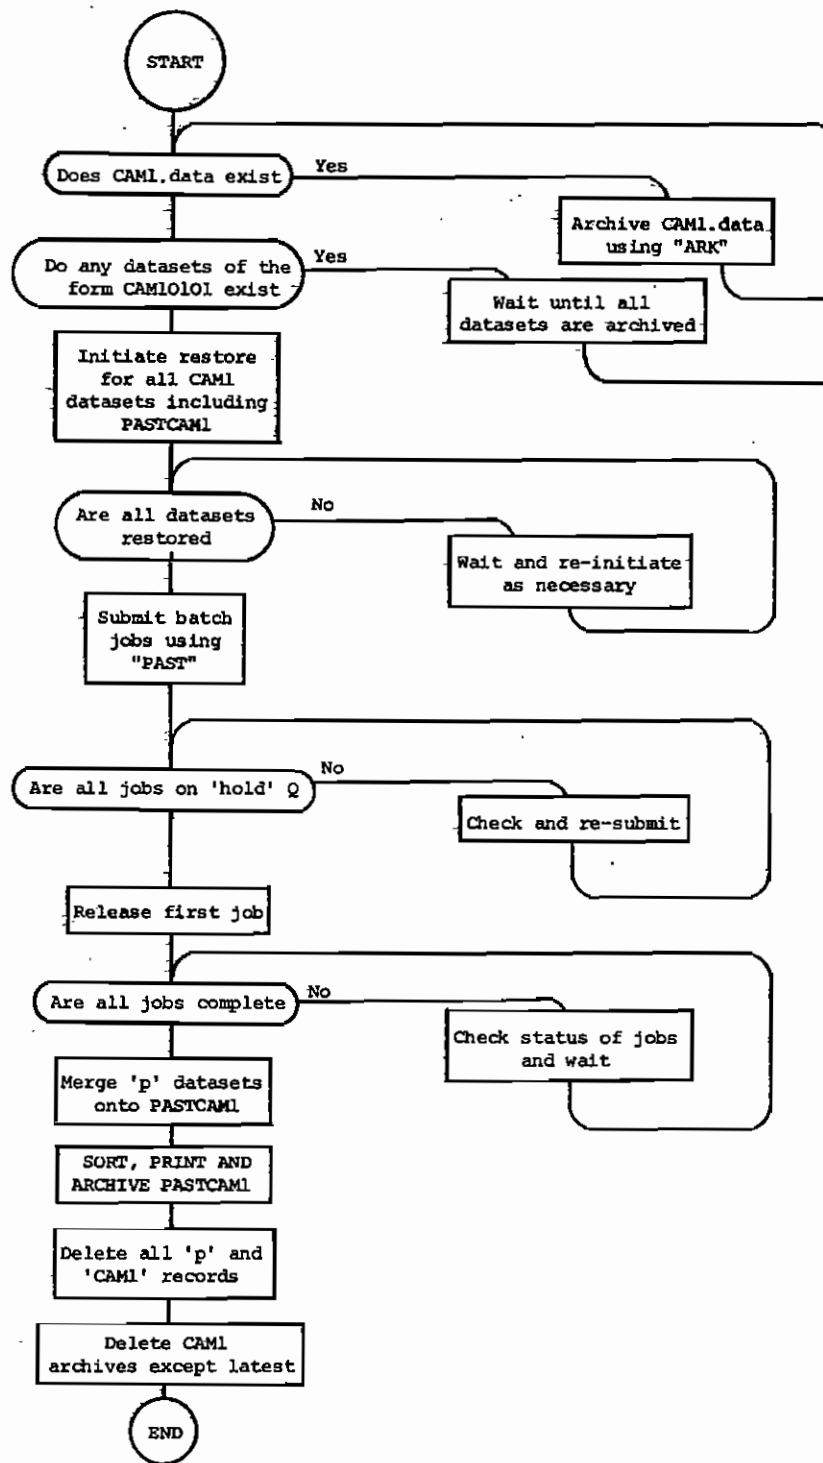 START
Does CAM1.data exist
Yes
Archive CAM1.data
using "ARK"
Do any datasets of the
form CAM10101 exist
Yes
Wait until all
datasets are archived
Initiate restore
for all CAM1
datasets including
PASTCAM1
Are all datasets
restored
No
Wait and re-initiate
as necessary
Submit batch
jobs using
"PAST"
Are all jobs on 'hold' Q
No
Check and re-submit
Release first job
Are all jobs complete
No
Check status of jobs
and wait
Merge 'p' datasets
onto PASTCAM1
SORT, PRINT AND
ARCHIVE PASTCAM1
Delete all 'p' and
'CAM1' records
Delete CAM1
archives except latest
END